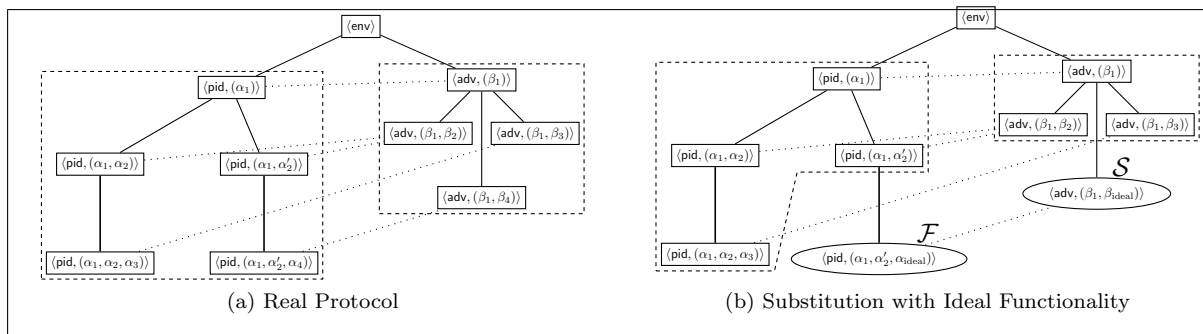 ⟨env⟩
⟨pid, (α₁)⟩
⟨adv, (β₁)⟩
⟨adv, (β₁, β₂)⟩
⟨adv, (β₁, β₃)⟩
⟨pid, (α₁, α₂)⟩
⟨pid, (α₁, α′₂)⟩
⟨adv, (β₁, β₄)⟩
⟨pid, (α₁, α₂, α₃)⟩
⟨pid, (α₁, α′₂, α₄)⟩
(a) Real Protocol
⟨env⟩
⟨pid, (α₁)⟩
⟨adv, (β₁)⟩
⟨adv, (β₁, β₂)⟩
⟨adv, (β₁, β₃)⟩
⟨pid, (α₁, α₂)⟩
⟨pid, (α₁, α′₂)⟩
S
⟨adv, (β₁, β_ideal)⟩
F
⟨pid, (α₁, α₂, α₃)⟩
⟨pid, (α₁, α′₂, α_ideal)⟩
(b) Substitution with Ideal Functionality